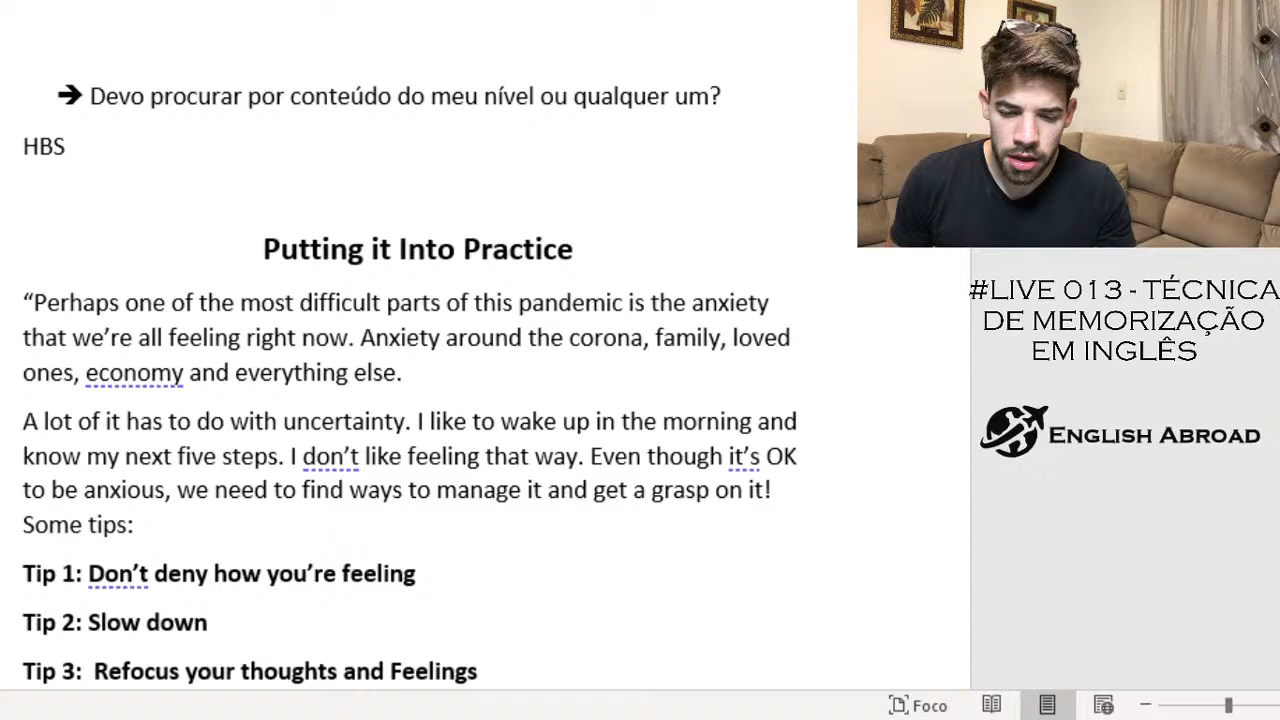 ➔ Devo procurar por conteúdo do meu nível ou qualquer um?
HBS
Putting it Into Practice
“Perhaps one of the most difficult parts of this pandemic is the anxiety
that we’re all feeling right now. Anxiety around the corona, family, loved
ones, economy and everything else.
A lot of it has to do with uncertainty. I like to wake up in the morning and
know my next five steps. I don’t like feeling that way. Even though it’s OK
to be anxious, we need to find ways to manage it and get a grasp on it!
Some tips:
Tip 1: Don’t deny how you’re feeling
Tip 2: Slow down
Tip 3:  Refocus your thoughts and Feelings
#LIVE 013 - TÉCNICA
DE MEMORIZAÇÃO
EM INGLÊS
ENGLISH ABROAD
Foco